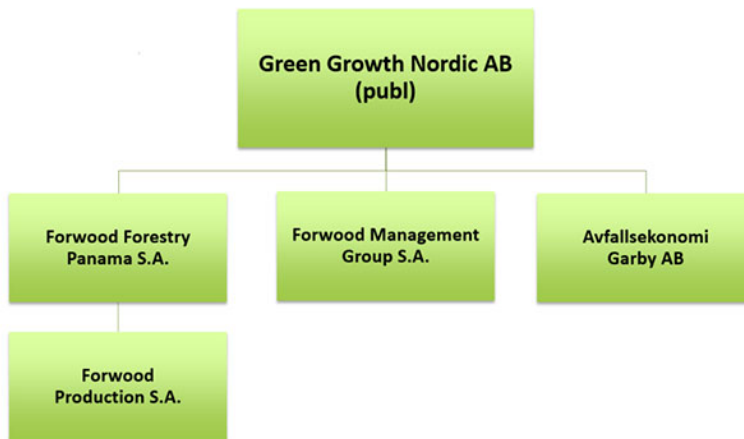 Green Growth Nordic AB
(publ)
Forwood Forestry
Panama S.A.
Forwood Management
Group S.A.
Avfallsekonomi
Garby AB
Forwood
Production S.A.